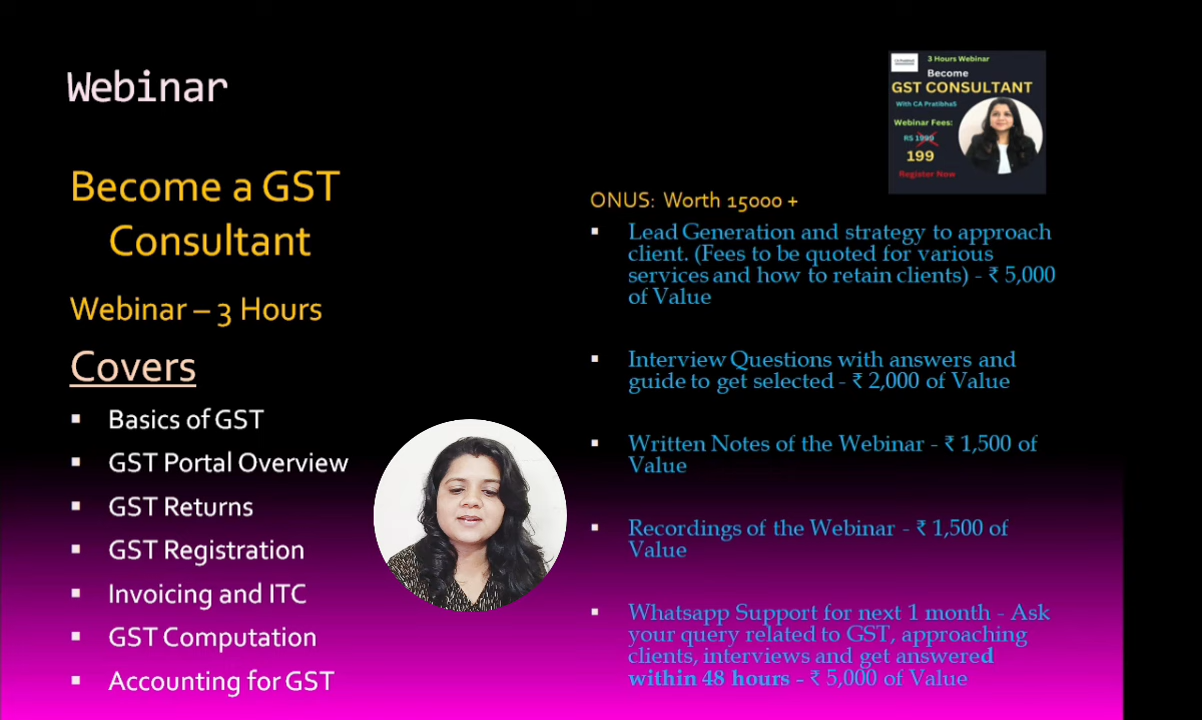 Webinar
Become a GST
Consultant
Webinar – 3 Hours
Covers
▪ Basics of GST
▪ GST Portal Overview
▪ GST Returns
▪ GST Registration
▪ Invoicing and ITC
▪ GST Computation
▪ Accounting for GST
3 Hours Webinar
Become
GST CONSULTANT
With CA PratibhaS
Webinar Fees:
RS 1999
199
Register Now
ONUS: Worth 15000 +
▪ Lead Generation and strategy to approach
client. (Fees to be quoted for various
services and how to retain clients) - ₹ 5,000
of Value
▪ Interview Questions with answers and
guide to get selected - ₹ 2,000 of Value
▪ Written Notes of the Webinar - ₹ 1,500 of
Value
▪ Recordings of the Webinar - ₹ 1,500 of
Value
▪ Whatsapp Support for next 1 month - Ask
your query related to GST, approaching
clients, interviews and get answered
within 48 hours - ₹ 5,000 of Value